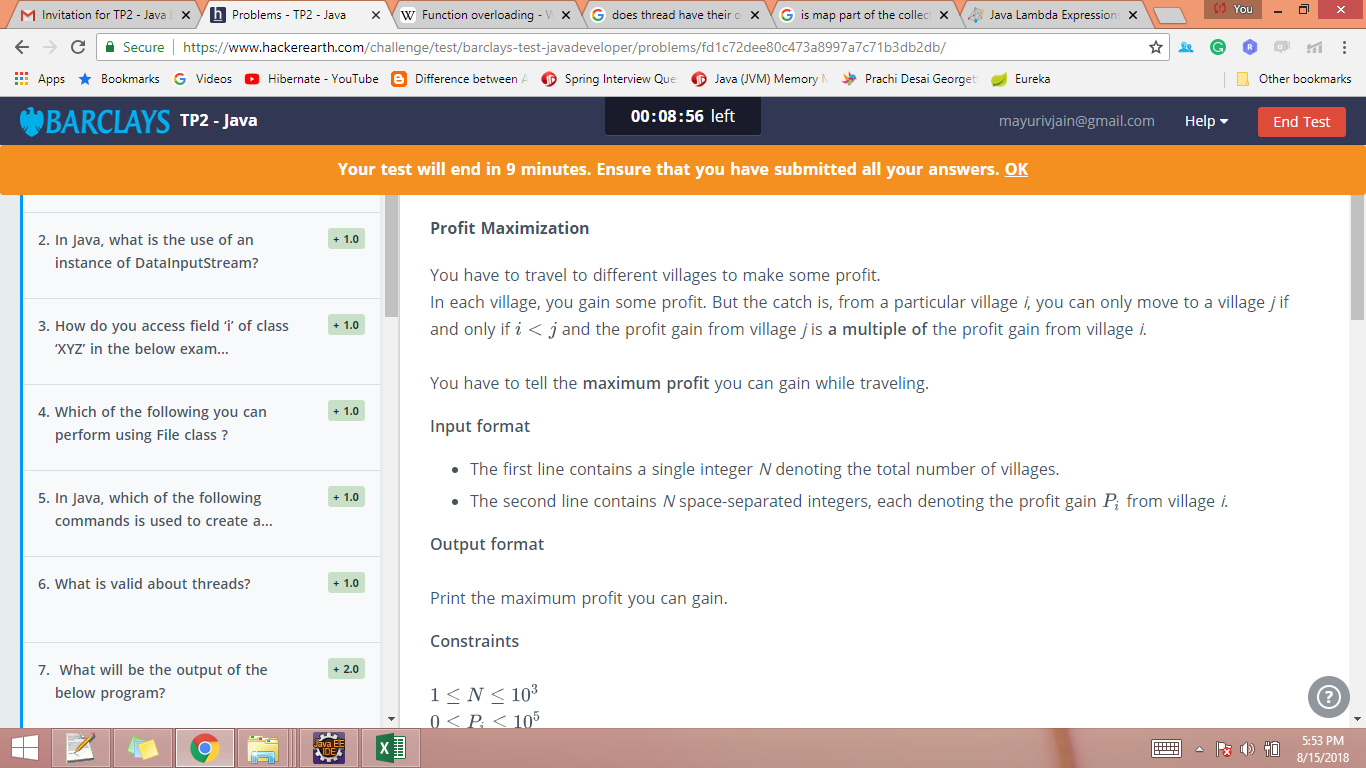 Invitation for TP2 - Java
Problems - TP2 - Java
Function overloading -
does thread have their o
is map part of the collec
Java Lambda Expression
You
Secure
https://www.hackerearth.com/challenge/test/barclays-test-javadeveloper/problems/fd1c72dee80c473a8997a7c71b3db2db/
Apps
Bookmarks
Videos
Hibernate - YouTube
Difference between
Spring Interview Que
Java (JVM) Memory
Prachi Desai Georget
Eureka
Other bookmarks
BARCLAYS TP2 - Java
00:08:56 left
mayurivjain@gmail.com
Help
End Test
Your test will end in 9 minutes. Ensure that you have submitted all your answers. OK
2. In Java, what is the use of an
instance of DataInputStream?
+ 1.0
3. How do you access field ‘i’ of class
‘XYZ’ in the below exam...
+ 1.0
4. Which of the following you can
perform using File class ?
+ 1.0
5. In Java, which of the following
commands is used to create a...
+ 1.0
6. What is valid about threads?
+ 1.0
7. What will be the output of the
below program?
+ 2.0
Profit Maximization
You have to travel to different villages to make some profit.
In each village, you gain some profit. But the catch is, from a particular village i, you can only move to a village j if
and only if i < j and the profit gain from village j is a multiple of the profit gain from village i.
You have to tell the maximum profit you can gain while traveling.
Input format
• The first line contains a single integer N denoting the total number of villages.
• The second line contains N space-separated integers, each denoting the profit gain Pᵢ from village i.
Output format
Print the maximum profit you can gain.
Constraints
1 ≤ N ≤ 10³
0 ≤ Pᵢ ≤ 10⁵
?
Java EE
IDE
5:53 PM
8/15/2018